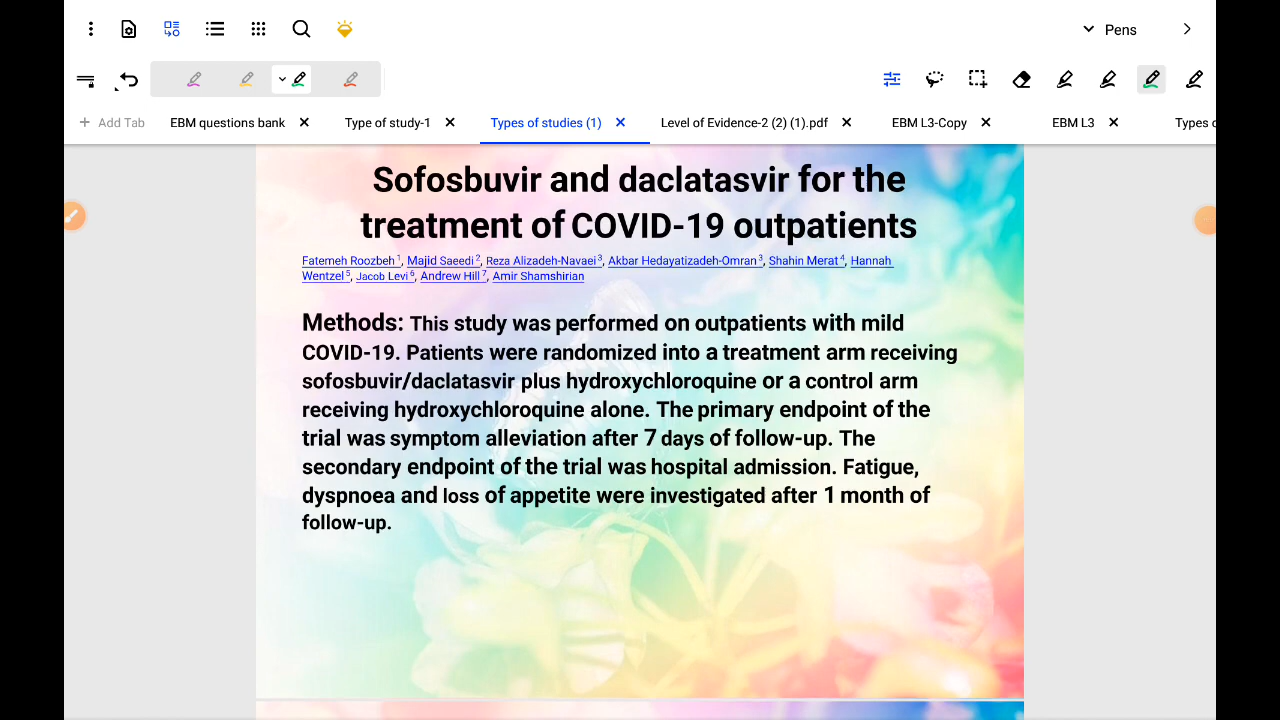 Pens
Add Tab
EBM questions bank
Type of study-1
Types of studies (1)
Level of Evidence-2 (2) (1).pdf
EBM L3-Copy
EBM L3
Types
Sofosbuvir and daclatasvir for the
treatment of COVID-19 outpatients
Fatemeh Roozbeh 1, Majid Saeedi 2, Reza Alizadeh-Navaei 3, Akbar Hedayatizadeh-Omran 3, Shahin Merat 4, Hannah
Wentzel 5, Jacob Levi 6, Andrew Hill 7, Amir Shamshirian
Methods: This study was performed on outpatients with mild
COVID-19. Patients were randomized into a treatment arm receiving
sofosbuvir/daclatasvir plus hydroxychloroquine or a control arm
receiving hydroxychloroquine alone. The primary endpoint of the
trial was symptom alleviation after 7 days of follow-up. The
secondary endpoint of the trial was hospital admission. Fatigue,
dyspnoea and loss of appetite were investigated after 1 month of
follow-up.